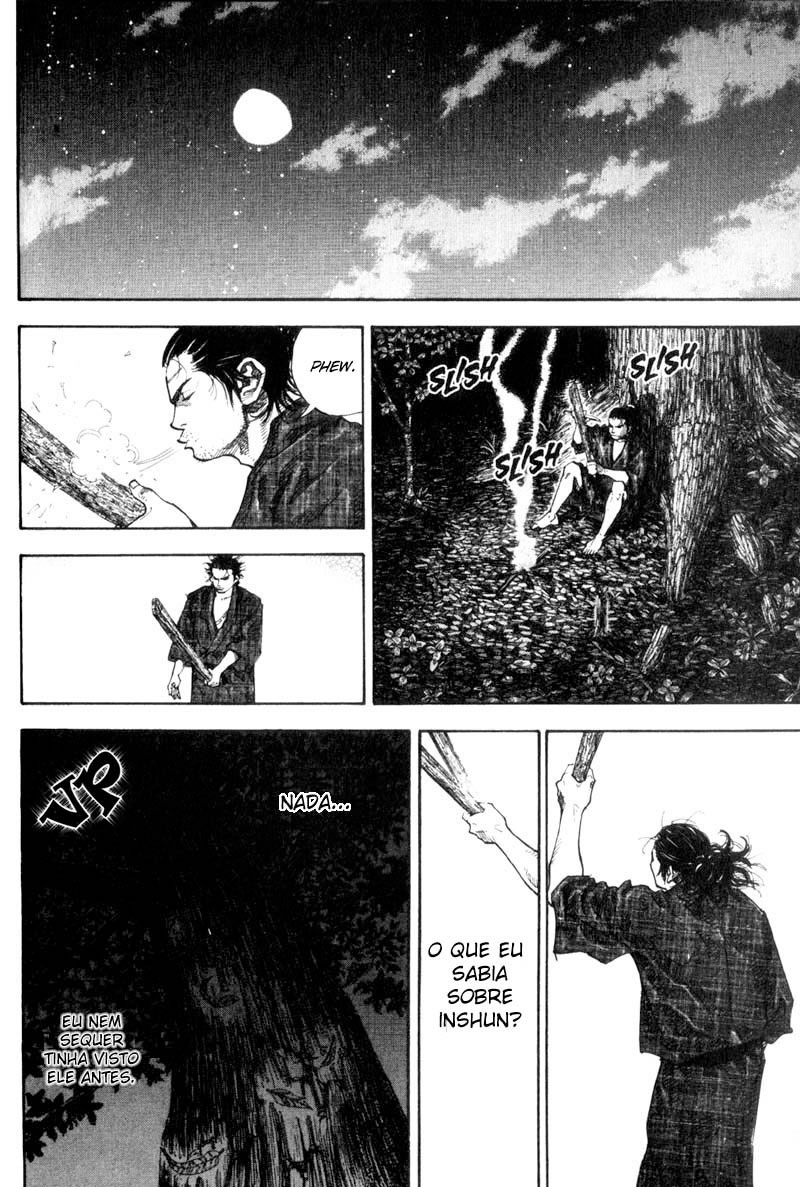 SLISH
SLISH
SLISH
PHEW.
O QUE EU
SABIA
SOBRE
INSHUN?
NADA...
VP
EU NEM
SEQUER
TINHA VISTO
ELE ANTES.